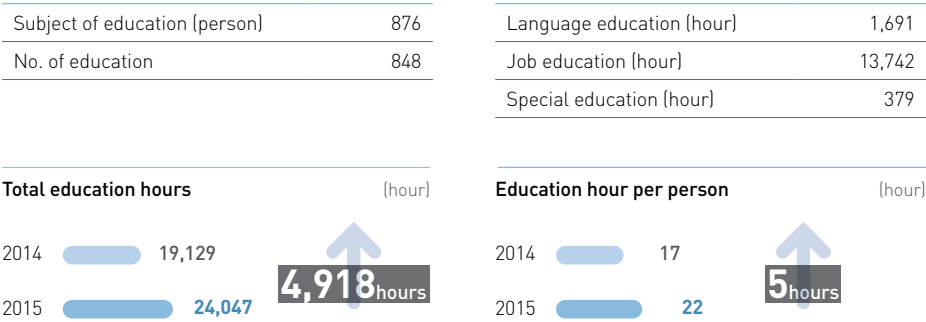 Subject of education (person) 876
No. of education 848
Language education (hour) 1,691
Job education (hour) 13,742
Special education (hour) 379
Total education hours (hour)
2014 19,129
2015 24,047
4,918hours
Education hour per person (hour)
2014 17
2015 22
5hours